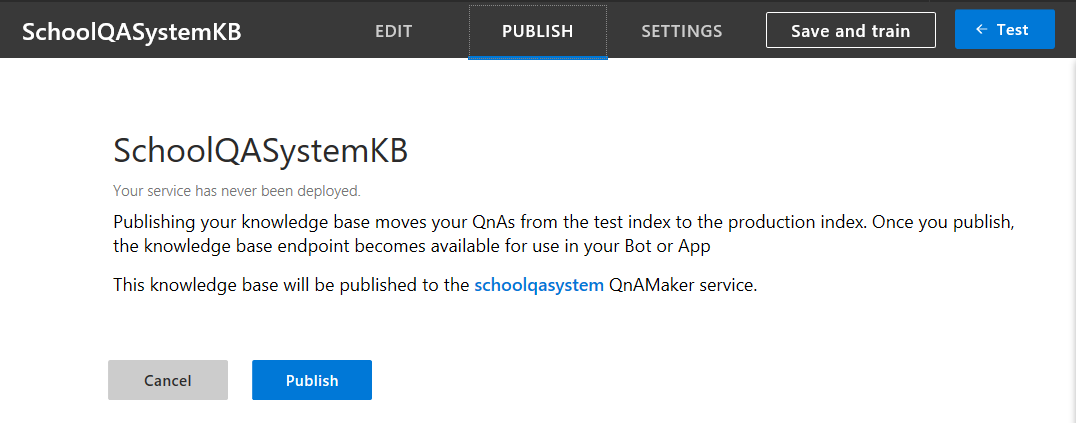 SchoolQASystemKB EDIT PUBLISH SETTINGS Save and train ← Test
SchoolQASystemKB
Your service has never been deployed.
Publishing your knowledge base moves your QnAs from the test index to the production index. Once you publish,
the knowledge base endpoint becomes available for use in your Bot or App
This knowledge base will be published to the schoolqasystem QnAMaker service.
Cancel Publish